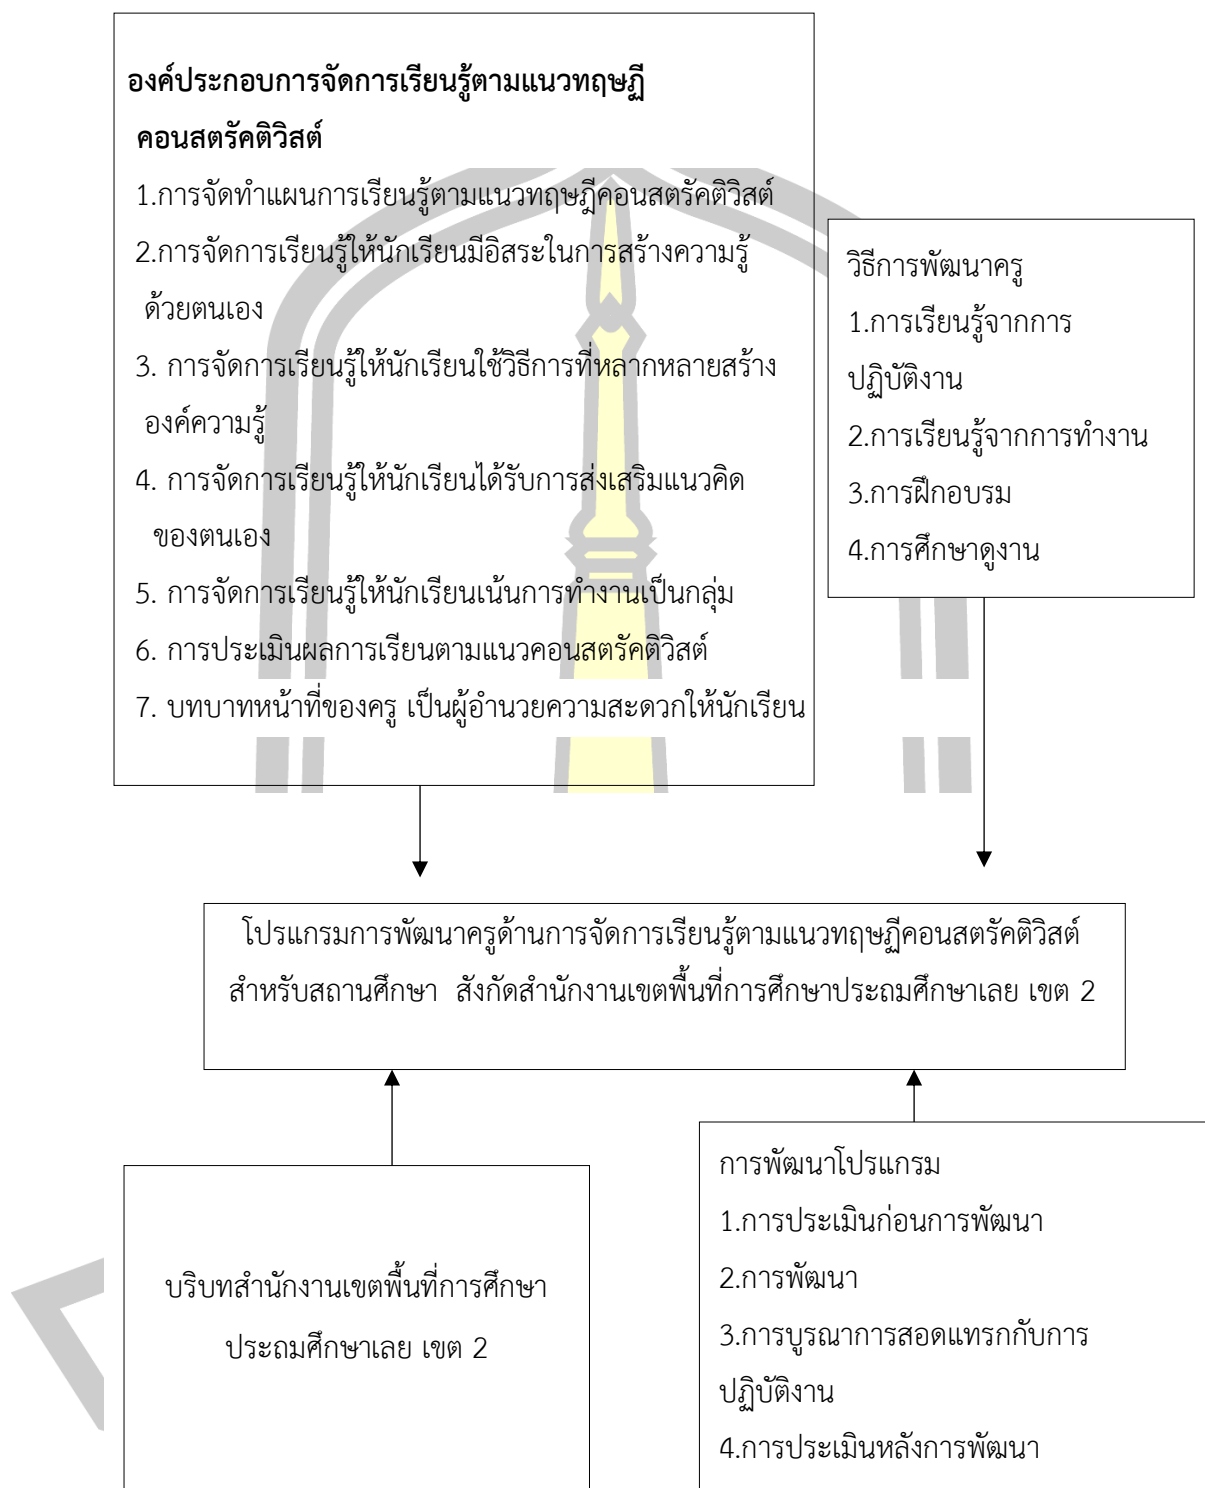 องค์ประกอบการจัดการเรียนรู้ตามแนวทฤษฏี
คอนสตรัคติวิสต์
1.การจัดทำแผนการเรียนรู้ตามแนวทฤษฎีคอนสตรัคติวิสต์
2.การจัดการเรียนรู้ให้นักเรียนมีอิสระในการสร้างความรู้
ด้วยตนเอง
3. การจัดการเรียนรู้ให้นักเรียนใช้วิธีการที่หลากหลายสร้าง
องค์ความรู้
4. การจัดการเรียนรู้ให้นักเรียนได้รับการส่งเสริมแนวคิด
ของตนเอง
5. การจัดการเรียนรู้ให้นักเรียนเน้นการทำงานเป็นกลุ่ม
6. การประเมินผลการเรียนตามแนวคอนสตรัคติวิสต์
7. บทบาทหน้าที่ของครู เป็นผู้อำนวยความสะดวกให้นักเรียน
วิธีการพัฒนาครู
1.การเรียนรู้จากการ
ปฏิบัติงาน
2.การเรียนรู้จากการทำงาน
3.การฝึกอบรม
4.การศึกษาดูงาน
โปรแกรมการพัฒนาครูด้านการจัดการเรียนรู้ตามแนวทฤษฏีคอนสตรัคติวิสต์
สำหรับสถานศึกษา สังกัดสำนักงานเขตพื้นที่การศึกษาประถมศึกษาเลย เขต 2
บริบทสำนักงานเขตพื้นที่การศึกษา
ประถมศึกษาเลย เขต 2
การพัฒนาโปรแกรม
1.การประเมินก่อนการพัฒนา
2.การพัฒนา
3.การบูรณาการสอดแทรกกับการ
ปฏิบัติงาน
4.การประเมินหลังการพัฒนา